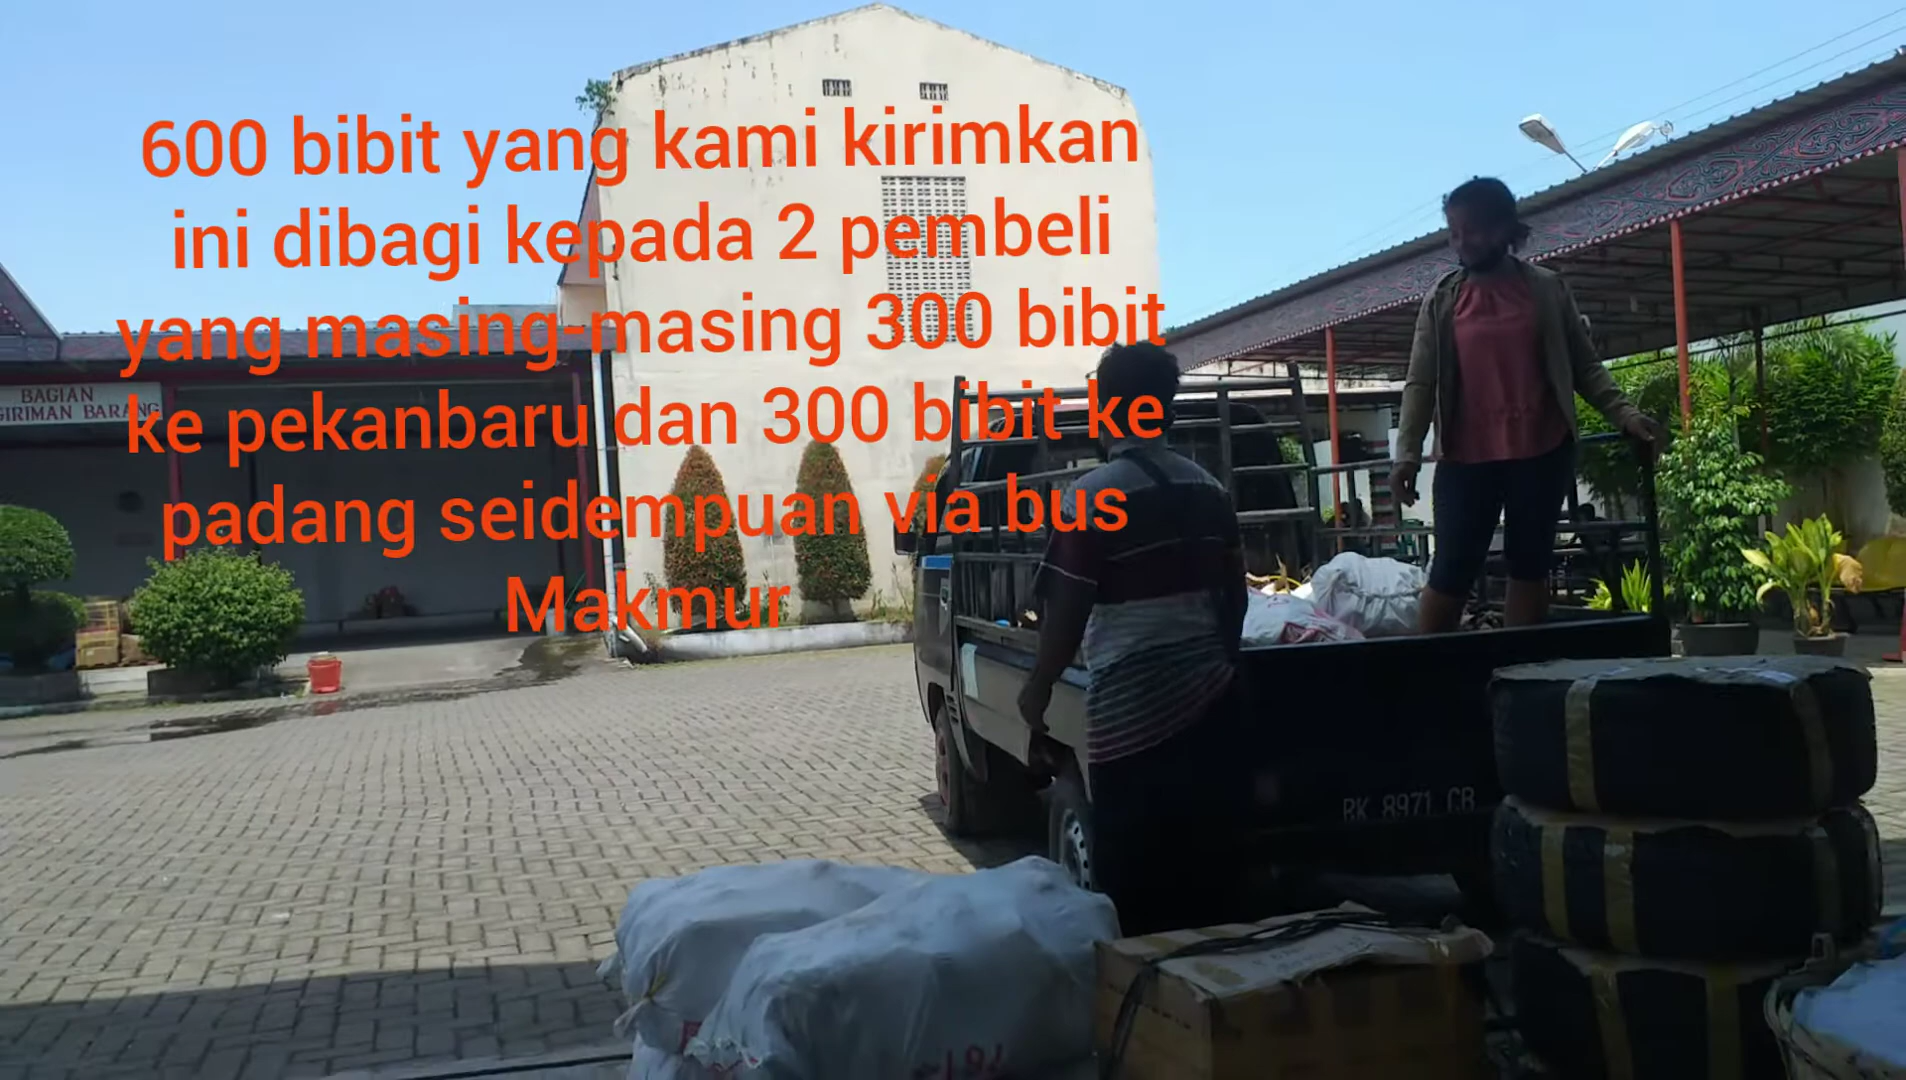 600 bibit yang kami kirimkan
ini dibagi kepada 2 pembeli
yang masing-masing 300 bibit
ke pekanbaru dan 300 bibit ke
padang seidempuan via bus
Makmur
BAGIAN
GIRIMAN BARANG
BK 8971 CB